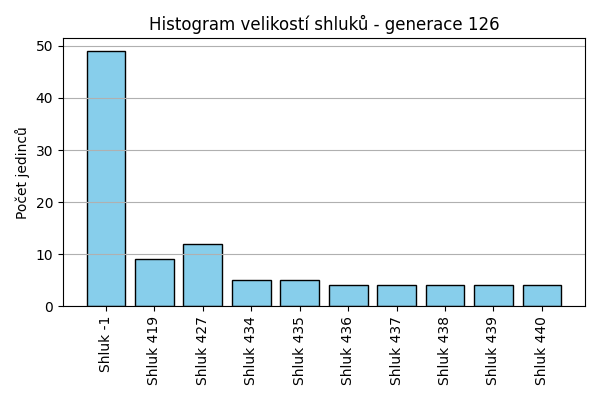 Histogram velikostí shluků - generace 126
Počet jedinců
50
40
30
20
10
0
Shluk -1
Shluk 419
Shluk 427
Shluk 434
Shluk 435
Shluk 436
Shluk 437
Shluk 438
Shluk 439
Shluk 440